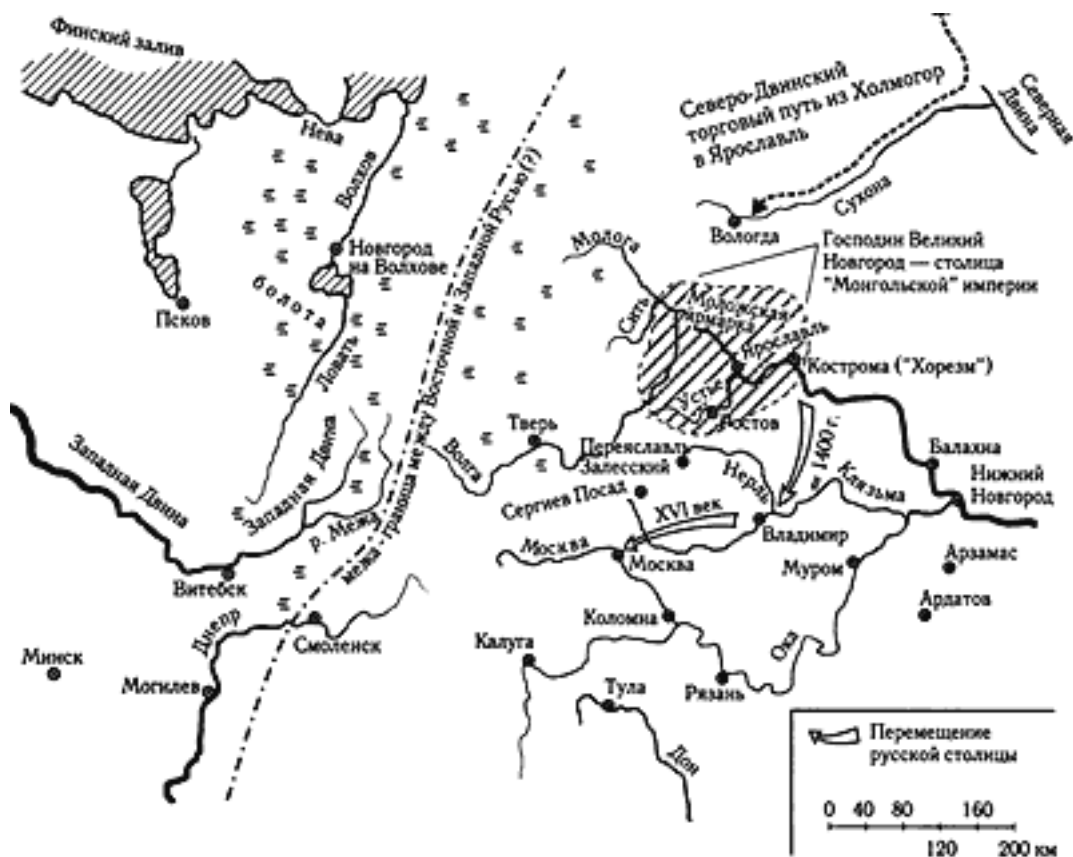 Финский залив
Нева
Волхов
Новгород
на Волхове
болота
Псков
Ловать
межа - граница между Восточной и Западной Русью (?)
Северо-Двинский
торговый путь из Холмогор
в Ярославль
Северная
Двина
Сухона
Вологда
Господин Великий
Новгород — столица
"Монгольской" империи
Молога
Сить
Моложская
ярмарка
Ярославль
Кострома ("Хорезм")
Устье
Ростов
Тверь
Волга
Переяславль
Залесский
Нерль
1400 г.
Клязьма
Балахна
Нижний
Новгород
Сергиев Посад
XVI век
Владимир
Москва
Москва
Муром
Арзамас
Ардатов
Западная Двина
Западная Двина
р. Межа
Витебск
Днепр
Смоленск
Минск
Могилев
Коломна
Калуга
Ока
Рязань
Тула
Дон
Перемещение
русской столицы
0 40 80 160
120 200 км